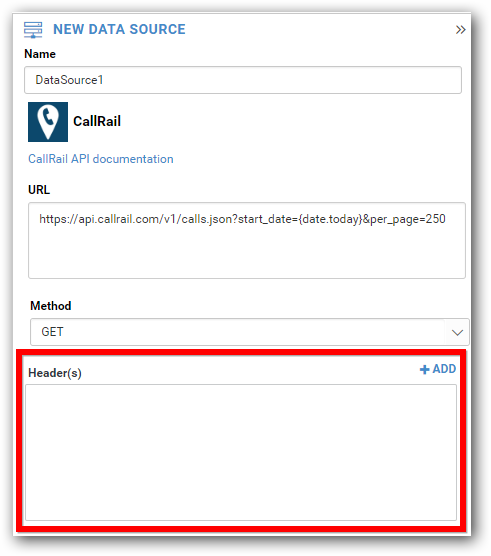 NEW DATA SOURCE
Name
DataSource1
CallRail
CallRail API documentation
URL
https://api.callrail.com/v1/calls.json?start_date={date.today}&per_page=250
Method
GET
Header(s)
ADD